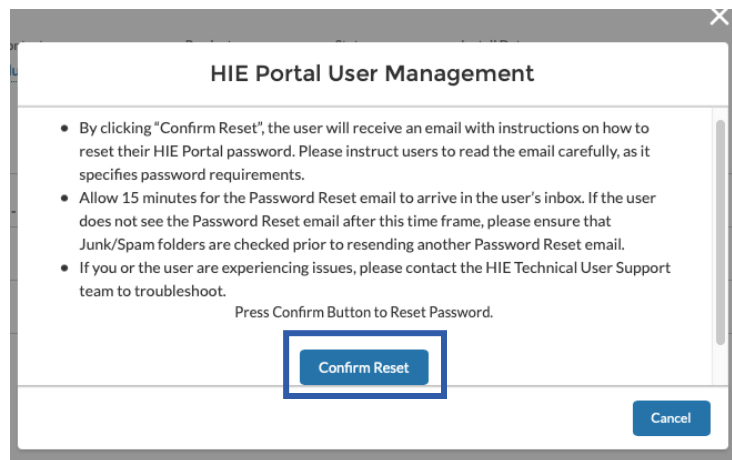 HIE Portal User Management
• By clicking “Confirm Reset”, the user will receive an email with instructions on how to
reset their HIE Portal password. Please instruct users to read the email carefully, as it
specifies password requirements.
• Allow 15 minutes for the Password Reset email to arrive in the user’s inbox. If the user
does not see the Password Reset email after this time frame, please ensure that
Junk/Spam folders are checked prior to resending another Password Reset email.
• If you or the user are experiencing issues, please contact the HIE Technical User Support
team to troubleshoot.
Press Confirm Button to Reset Password.
Confirm Reset
Cancel